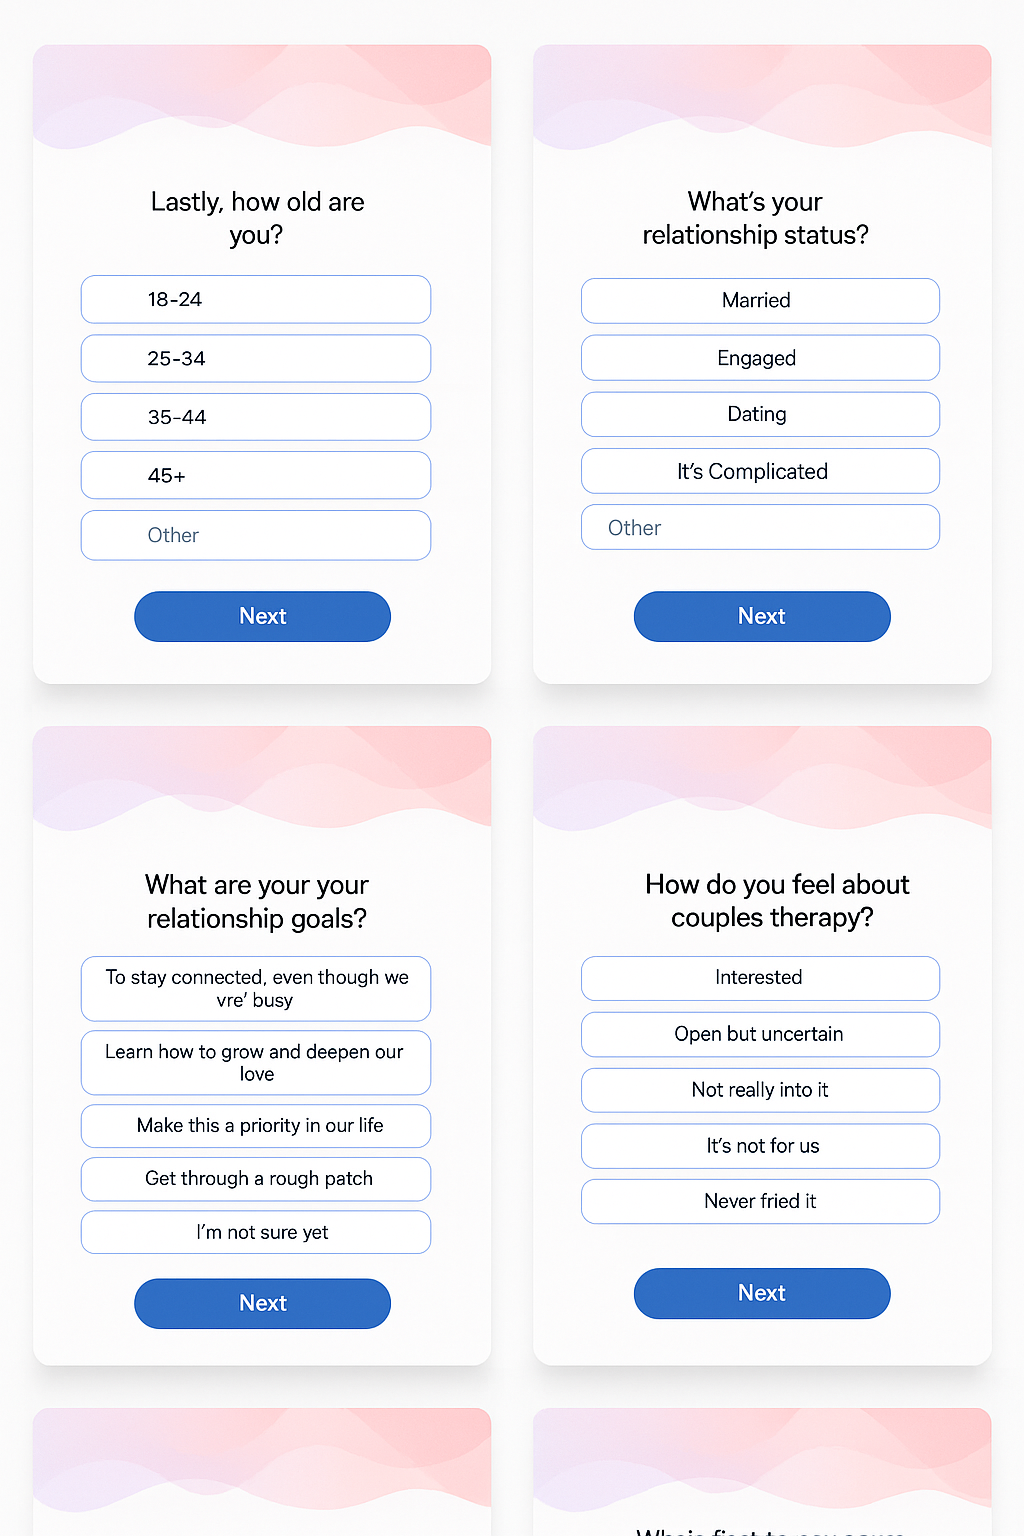 Lastly, how old are
you?
18-24
25-34
35-44
45+
Other
Next
What's your
relationship status?
Married
Engaged
Dating
It's Complicated
Other
Next
What are your your
relationship goals?
To stay connected, even though we
vre' busy
Learn how to grow and deepen our
love
Make this a priority in our life
Get through a rough patch
I'm not sure yet
Next
How do you feel about
couples therapy?
Interested
Open but uncertain
Not really into it
It's not for us
Never fried it
Next